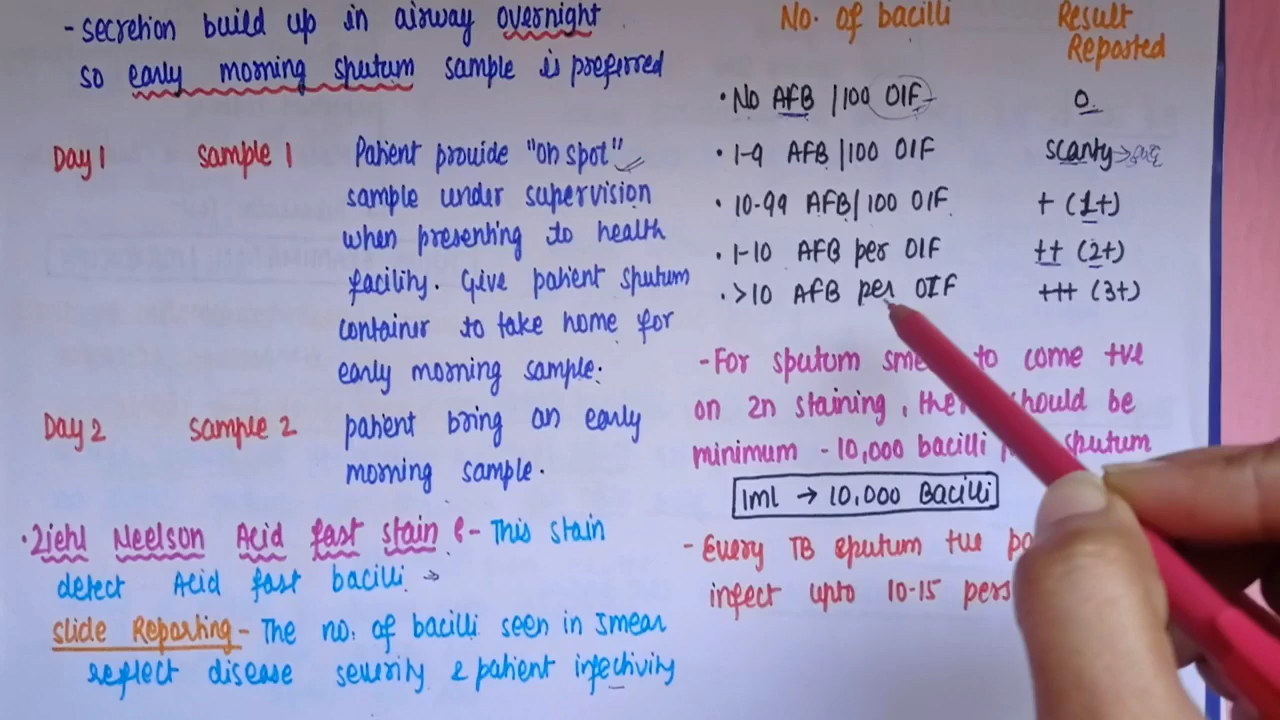 - secretion build up in airway overnight
so early morning sputum sample is preferred
Day 1 sample 1 Patient provide "on spot"
sample under supervision
when presenting to health
facility. Give patient sputum
container to take home for
early morning sample.
Day 2 sample 2 patient bring an early
morning sample.
• Ziehl Neelson Acid fast stain :- This stain
detect Acid fast bacilli
Slide Reporting - The no. of bacilli seen in smear
reflect disease severity & patient infectivity
No. of bacilli Result
Reported
• No AFB /100 OIF 0.
• 1-9 AFB /100 OIF scanty →
• 10-99 AFB/100 OIF + (1+)
• 1-10 AFB per OIF ++ (2+)
• >10 AFB per OIF +++ (3+)
- For sputum to come +ve
on Zn staining, should be
minimum - 10,000 bacilli sputum
1ml → 10,000 Bacilli
- Every TB sputum +ve
infect upto 10-15